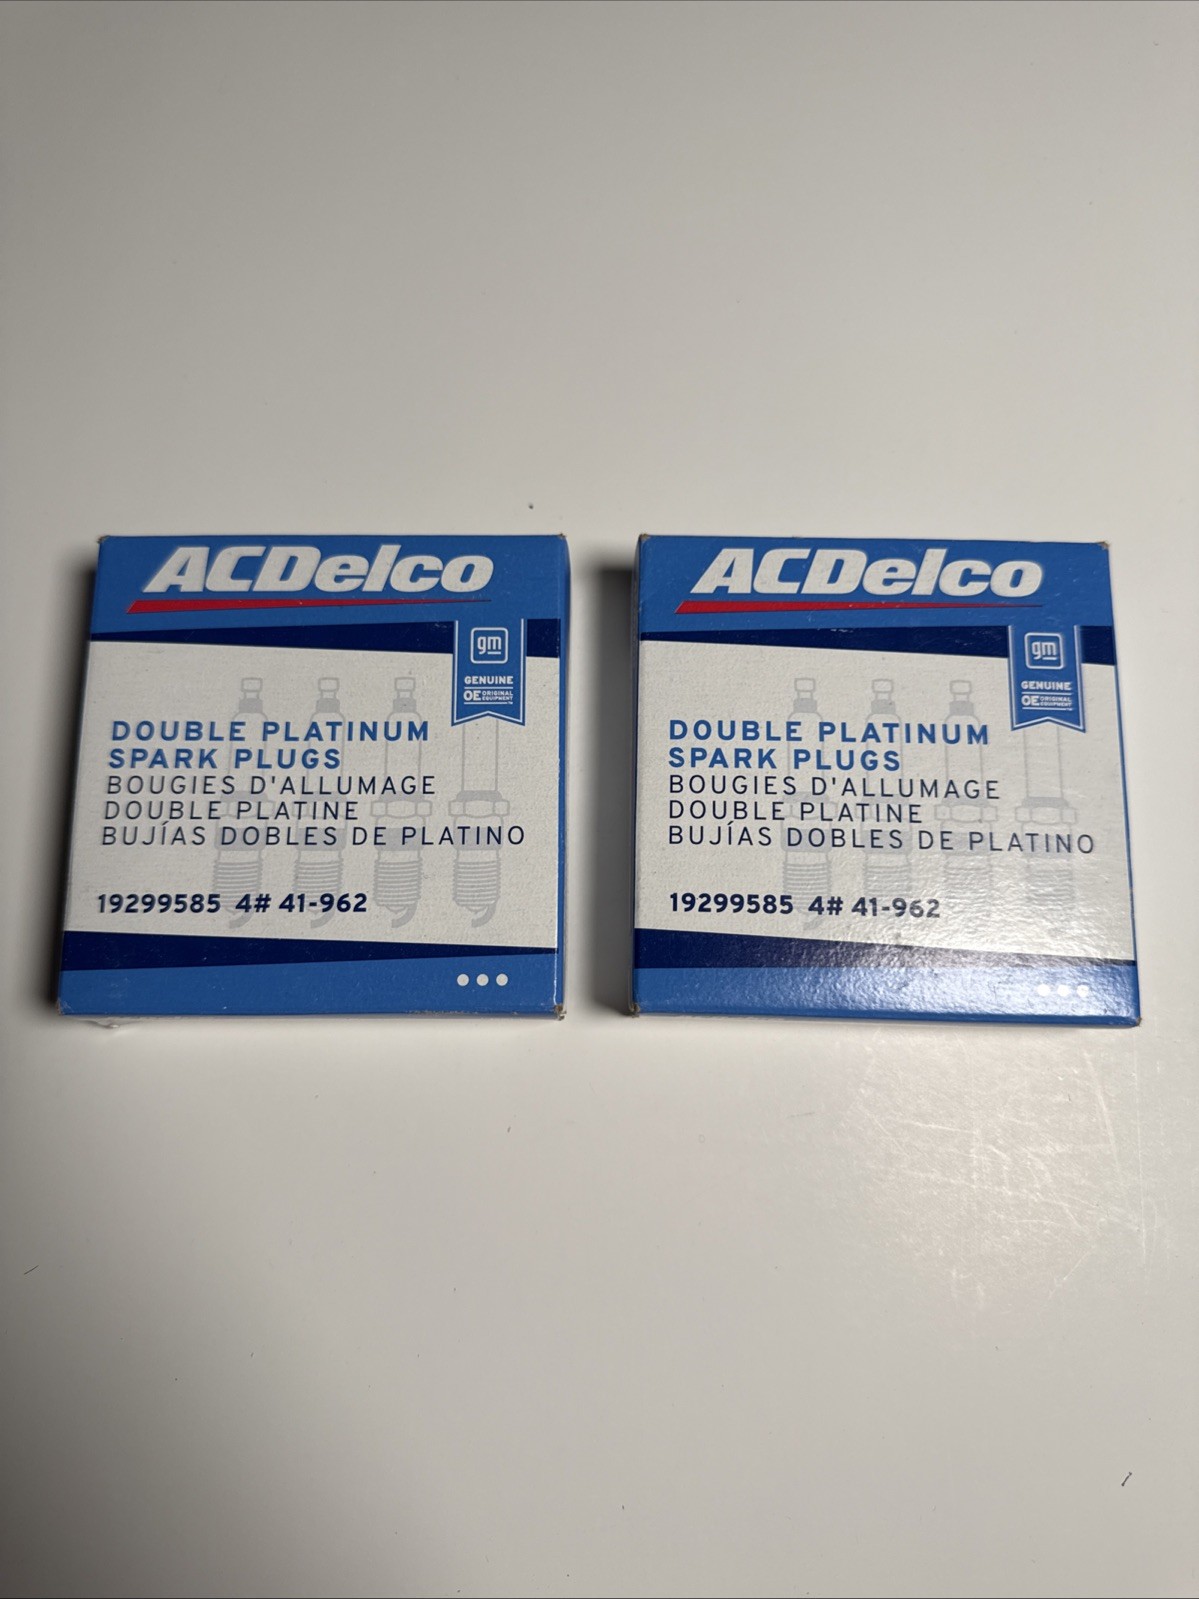 ACDelco
gm
GENUINE
OE ORIGINAL EQUIPMENT
DOUBLE PLATINUM
SPARK PLUGS
BOUGIES D'ALLUMAGE
DOUBLE PLATINE
BUJÍAS DOBLES DE PLATINO
19299585 4# 41-962
ACDelco
gm
GENUINE
OE ORIGINAL EQUIPMENT
DOUBLE PLATINUM
SPARK PLUGS
BOUGIES D'ALLUMAGE
DOUBLE PLATINE
BUJÍAS DOBLES DE PLATINO
19299585 4# 41-962